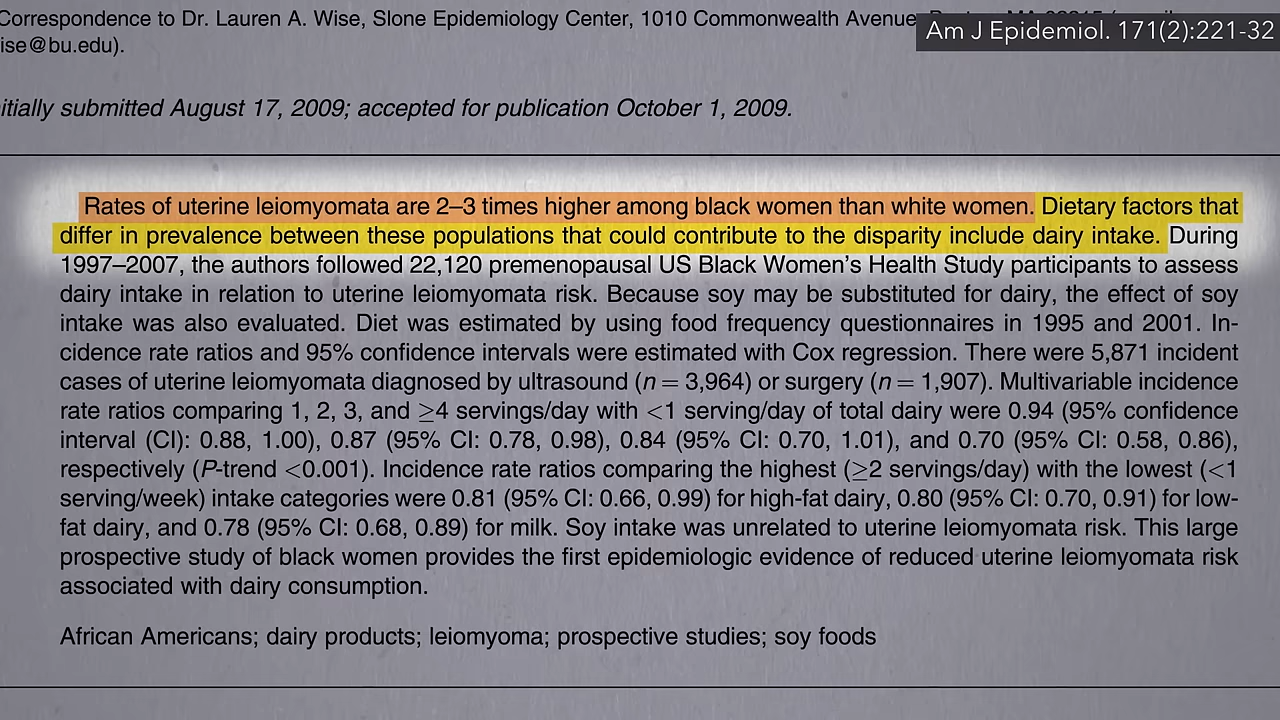 Correspondence to Dr. Lauren A. Wise, Slone Epidemiology Center, 1010 Commonwealth Avenue,
Am J Epidemiol. 171(2):221-32
ise@bu.edu).
itially submitted August 17, 2009; accepted for publication October 1, 2009.
Rates of uterine leiomyomata are 2–3 times higher among black women than white women. Dietary factors that
differ in prevalence between these populations that could contribute to the disparity include dairy intake. During
1997–2007, the authors followed 22,120 premenopausal US Black Women’s Health Study participants to assess
dairy intake in relation to uterine leiomyomata risk. Because soy may be substituted for dairy, the effect of soy
intake was also evaluated. Diet was estimated by using food frequency questionnaires in 1995 and 2001. In-
cidence rate ratios and 95% confidence intervals were estimated with Cox regression. There were 5,871 incident
cases of uterine leiomyomata diagnosed by ultrasound (n = 3,964) or surgery (n = 1,907). Multivariable incidence
rate ratios comparing 1, 2, 3, and ≥4 servings/day with <1 serving/day of total dairy were 0.94 (95% confidence
interval (CI): 0.88, 1.00), 0.87 (95% CI: 0.78, 0.98), 0.84 (95% CI: 0.70, 1.01), and 0.70 (95% CI: 0.58, 0.86),
respectively (P-trend <0.001). Incidence rate ratios comparing the highest (≥2 servings/day) with the lowest (<1
serving/week) intake categories were 0.81 (95% CI: 0.66, 0.99) for high-fat dairy, 0.80 (95% CI: 0.70, 0.91) for low-
fat dairy, and 0.78 (95% CI: 0.68, 0.89) for milk. Soy intake was unrelated to uterine leiomyomata risk. This large
prospective study of black women provides the first epidemiologic evidence of reduced uterine leiomyomata risk
associated with dairy consumption.
African Americans; dairy products; leiomyoma; prospective studies; soy foods